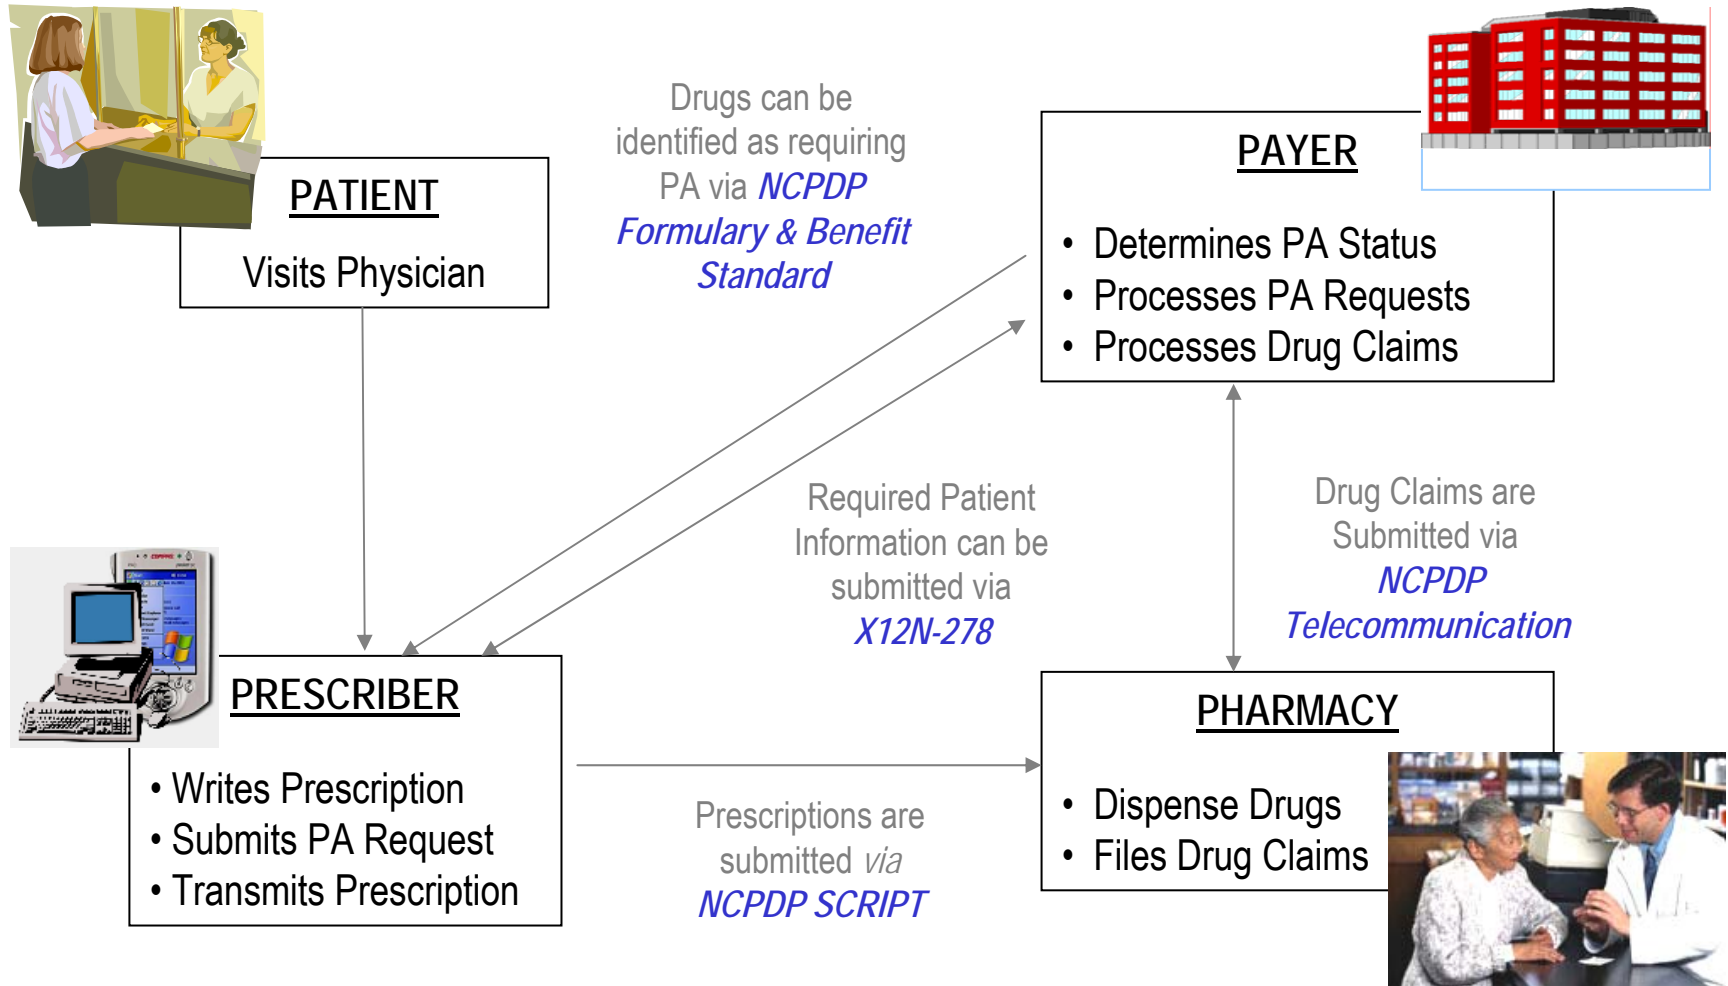 PATIENT
Visits Physician
Drugs can be
identified as requiring
PA via NCPDP
Formulary & Benefit
Standard
PAYER
• Determines PA Status
• Processes PA Requests
• Processes Drug Claims
Required Patient
Information can be
submitted via
X12N-278
Drug Claims are
Submitted via
NCPDP
Telecommunication
PRESCRIBER
• Writes Prescription
• Submits PA Request
• Transmits Prescription
Prescriptions are
submitted via
NCPDP SCRIPT
PHARMACY
• Dispense Drugs
• Files Drug Claims